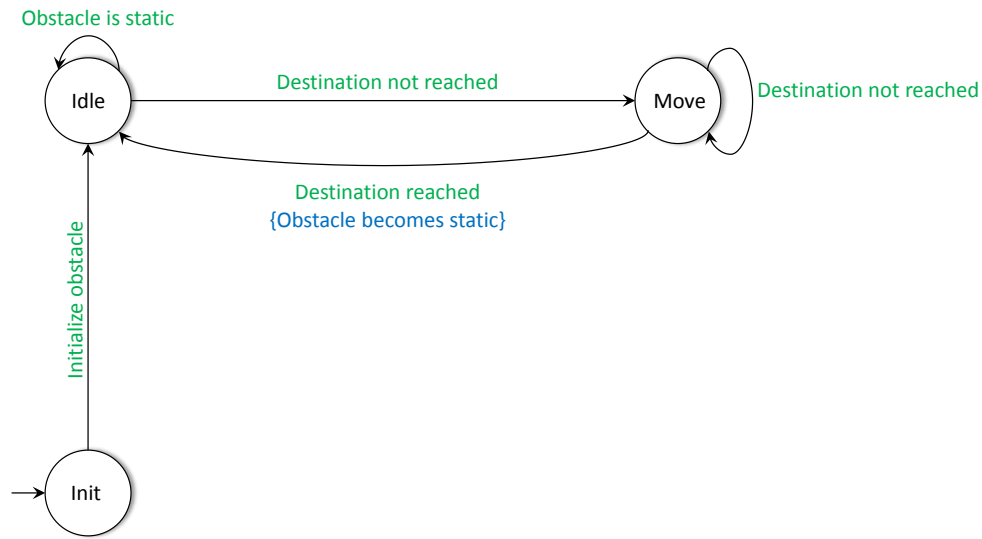 Obstacle is static
Idle
Destination not reached
Move
Destination not reached
Destination reached
{Obstacle becomes static}
Initialize obstacle
Init